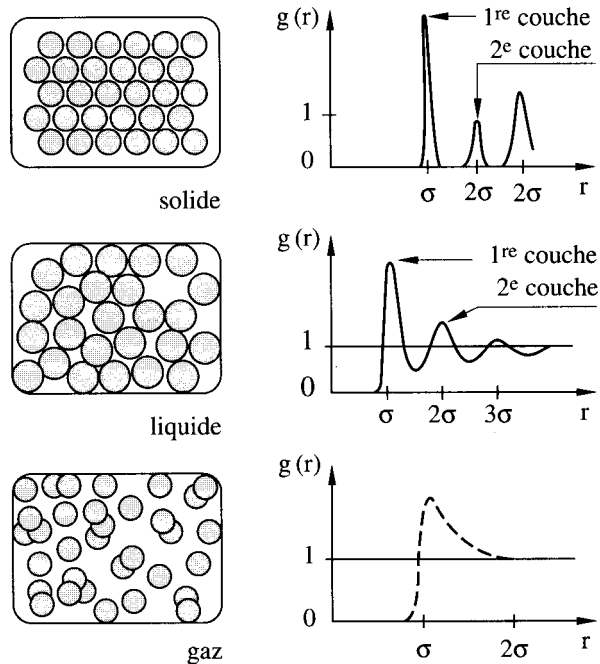 g (r)
1re couche
2e couche
1
0
σ
2σ
2σ
r
solide
g (r)
1re couche
2e couche
1
0
σ
2σ
3σ
r
liquide
g (r)
1
0
σ
2σ
r
gaz